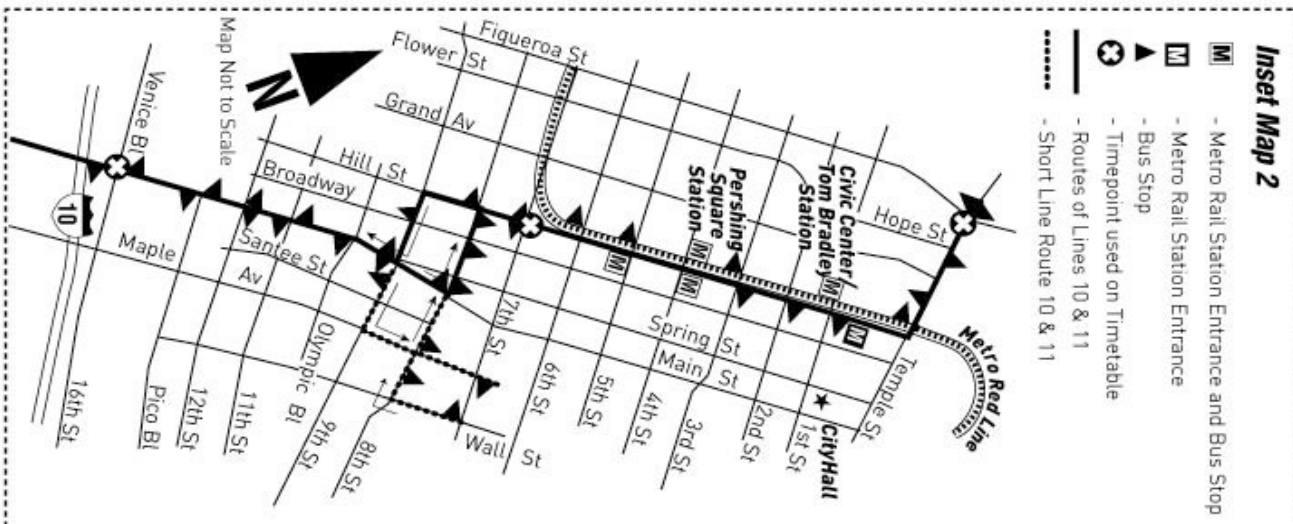 Inset Map 2
M - Metro Rail Station Entrance and Bus Stop
M - Metro Rail Station Entrance
- Bus Stop
- Timepoint used on Timetable
- Routes of Lines 10 & 11
- Short Line Route 10 & 11
Figueroa St
Flower St
Grand Av
Hope St
Hill St
Broadway
Santee St
Maple Av
Spring St
Main St
Wall St
Venice Bl
Map Not to Scale
N
10
Pershing
Square
Station
M
M
M
Civic Center/
Tom Bradley
Station
M
M
Metro Red Line
CityHall
Temple St
1st St
2nd St
3rd St
4th St
5th St
6th St
7th St
8th St
9th St
Olympic Bl
11th St
12th St
Pico Bl
16th St